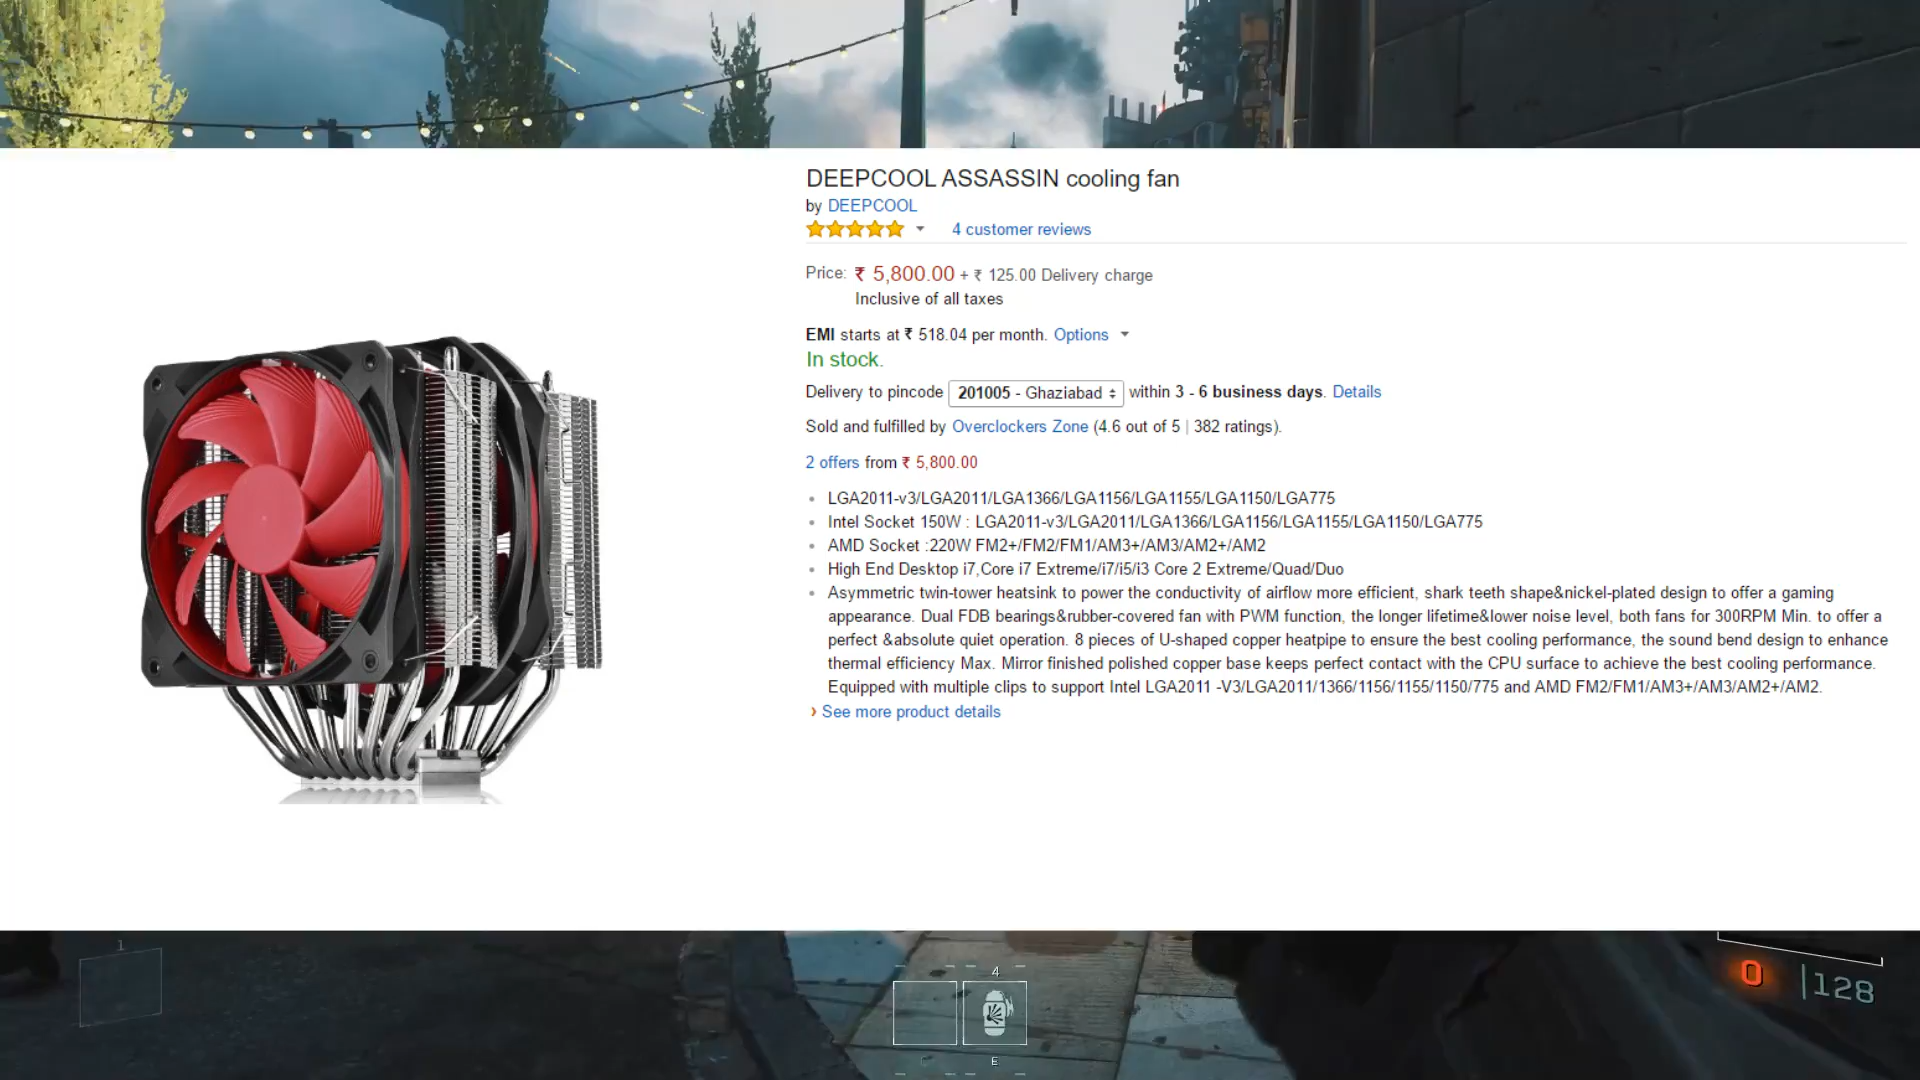 DEEPCOOL ASSASSIN cooling fan
by DEEPCOOL
4 customer reviews
Price: ₹ 5,800.00 + ₹ 125.00 Delivery charge
Inclusive of all taxes
EMI starts at ₹ 518.04 per month. Options
In stock.
Delivery to pincode 201005 - Ghaziabad within 3 - 6 business days. Details
Sold and fulfilled by Overclockers Zone (4.6 out of 5 | 382 ratings).
2 offers from ₹ 5,800.00
LGA2011-v3/LGA2011/LGA1366/LGA1156/LGA1155/LGA1150/LGA775
Intel Socket 150W : LGA2011-v3/LGA2011/LGA1366/LGA1156/LGA1155/LGA1150/LGA775
AMD Socket :220W FM2+/FM2/FM1/AM3+/AM3/AM2+/AM2
High End Desktop i7,Core i7 Extreme/i7/i5/i3 Core 2 Extreme/Quad/Duo
Asymmetric twin-tower heatsink to power the conductivity of airflow more efficient, shark teeth shape&nickel-plated design to offer a gaming
appearance. Dual FDB bearings&rubber-covered fan with PWM function, the longer lifetime&lower noise level, both fans for 300RPM Min. to offer a
perfect &absolute quiet operation. 8 pieces of U-shaped copper heatpipe to ensure the best cooling performance, the sound bend design to enhance
thermal efficiency Max. Mirror finished polished copper base keeps perfect contact with the CPU surface to achieve the best cooling performance.
Equipped with multiple clips to support Intel LGA2011 -V3/LGA2011/1366/1156/1155/1150/775 and AMD FM2/FM1/AM3+/AM3/AM2+/AM2.
› See more product details
1
4
E
0 |128